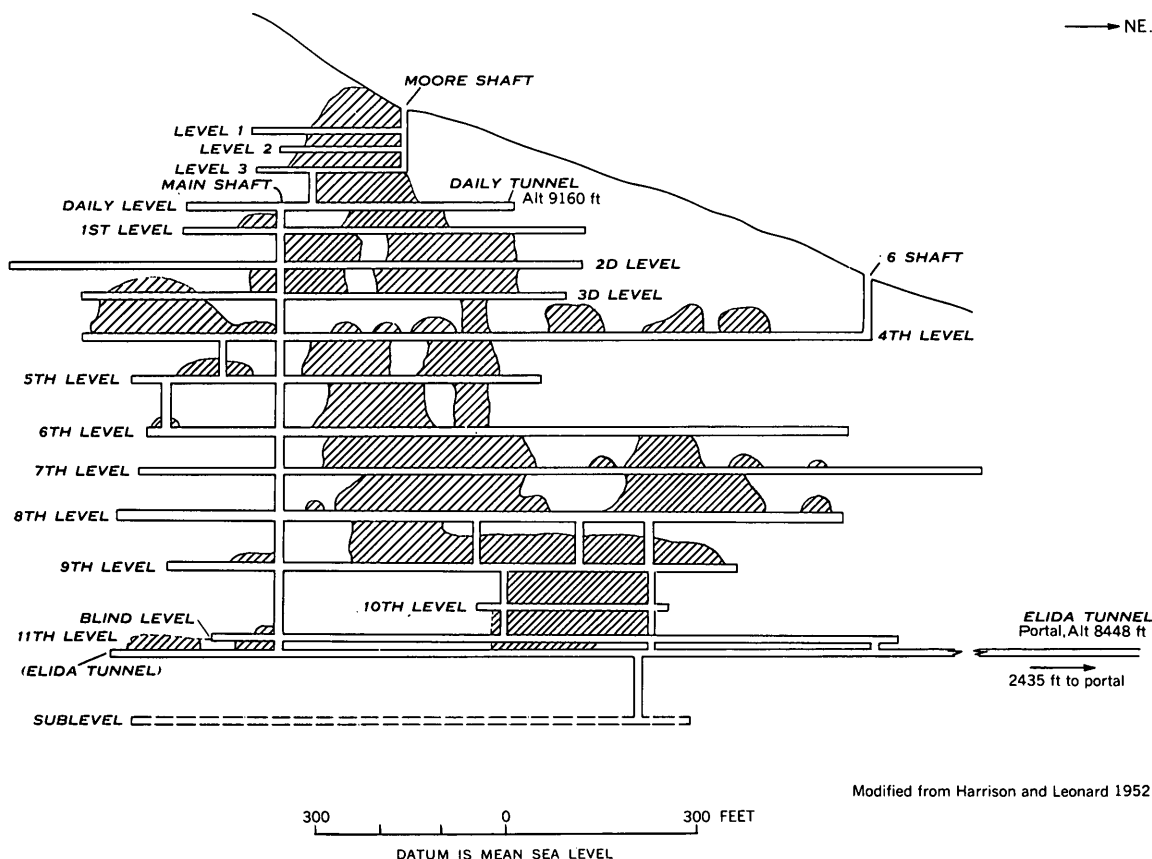 NE.
MOORE SHAFT
LEVEL 1
LEVEL 2
LEVEL 3
MAIN SHAFT
DAILY TUNNEL
Alt 9160 ft
DAILY LEVEL
1ST LEVEL
6 SHAFT
2D LEVEL
3D LEVEL
4TH LEVEL
5TH LEVEL
6TH LEVEL
7TH LEVEL
8TH LEVEL
9TH LEVEL
10TH LEVEL
BLIND LEVEL
11TH LEVEL
(ELIDA TUNNEL)
ELIDA TUNNEL
Portal, Alt 8448 ft
2435 ft to portal
SUBLEVEL
Modified from Harrison and Leonard 1952
300 0 300 FEET
DATUM IS MEAN SEA LEVEL